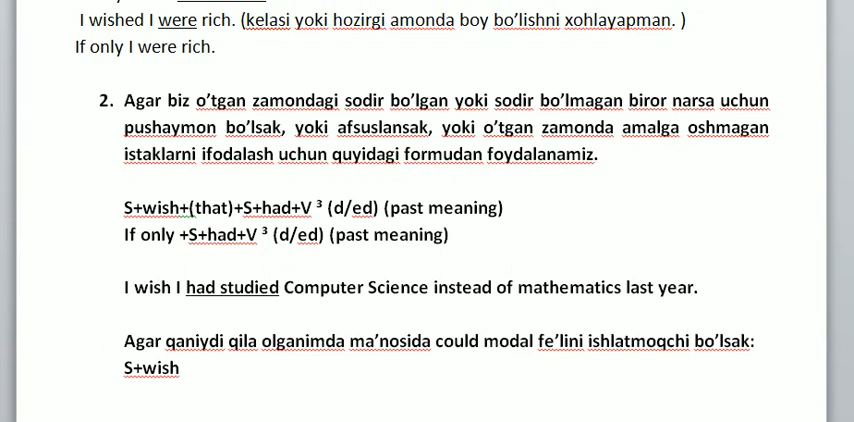 I wished I were rich. (kelasi yoki hozirgi amonda boy bo’lishni xohlayapman. )
If only I were rich.
2. Agar biz o’tgan zamondagi sodir bo’lgan yoki sodir bo’lmagan biror narsa uchun
pushaymon bo’lsak, yoki afsuslansak, yoki o’tgan zamonda amalga oshmagan
istaklarni ifodalash uchun quyidagi formudan foydalanamiz.
S+wish+(that)+S+had+V ³ (d/ed) (past meaning)
If only +S+had+V ³ (d/ed) (past meaning)
I wish I had studied Computer Science instead of mathematics last year.
Agar qaniydi qila olganimda ma’nosida could modal fe’lini ishlatmoqchi bo’lsak:
S+wish